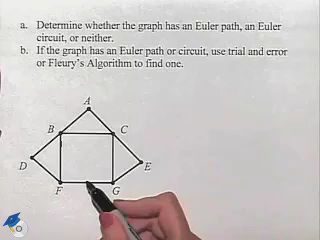 a. Determine whether the graph has an Euler path, an Euler
circuit, or neither.
b. If the graph has an Euler path or circuit, use trial and error
or Fleury's Algorithm to find one.
A
B C
D E
F G